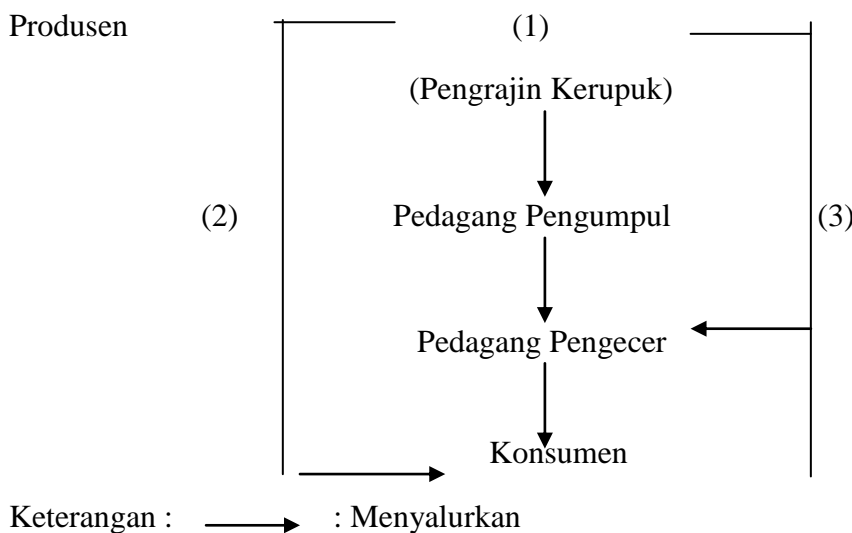 Produsen (1)
(Pengrajin Kerupuk)
(2) Pedagang Pengumpul (3)
Pedagang Pengecer
Konsumen
Keterangan : : Menyalurkan